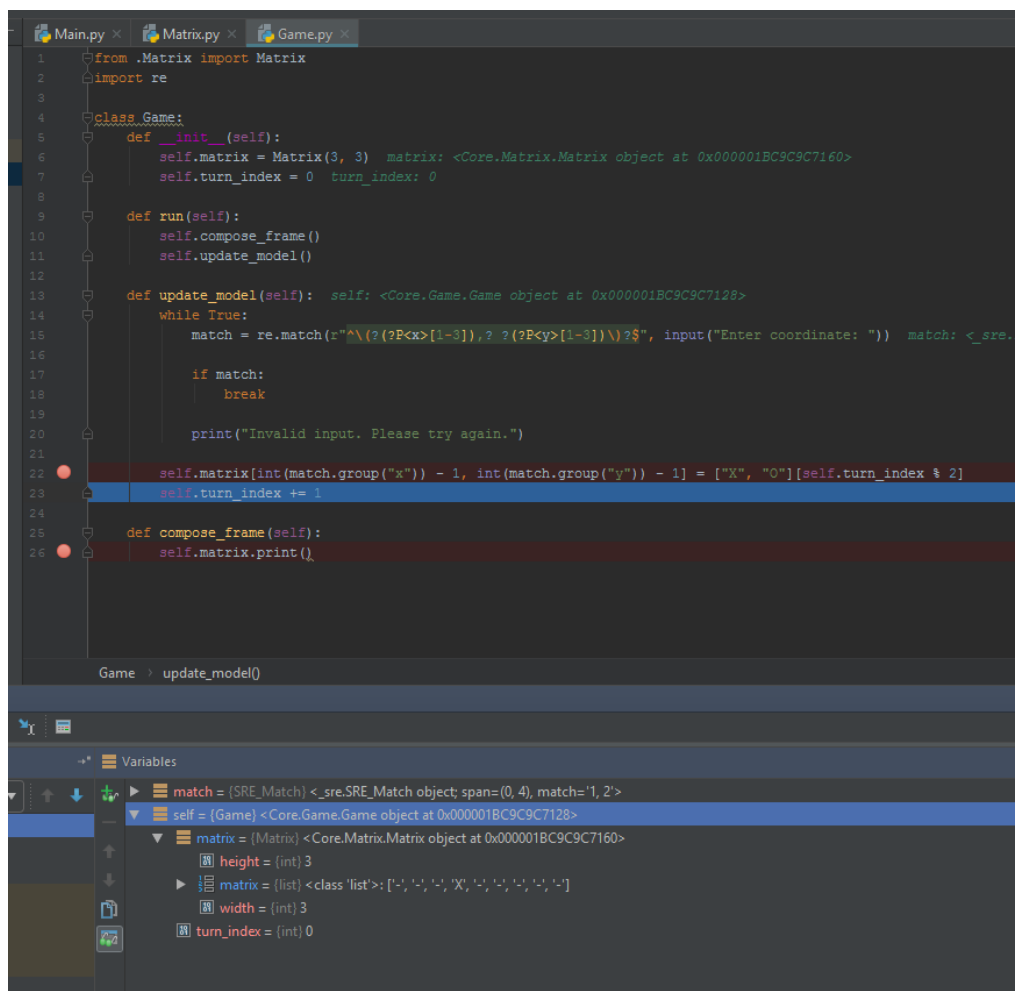 Main.py × Matrix.py × Game.py ×
1 from .Matrix import Matrix
2 import re
3
4 class Game:
5 def __init__(self):
6 self.matrix = Matrix(3, 3) matrix: <Core.Matrix.Matrix object at 0x000001BC9C9C7160>
7 self.turn_index = 0 turn_index: 0
8
9 def run(self):
10 self.compose_frame()
11 self.update_model()
12
13 def update_model(self): self: <Core.Game.Game object at 0x000001BC9C9C7128>
14 while True:
15 match = re.match(r"^\(?(?P<x>[1-3]),? ?(?P<y>[1-3])\)?$", input("Enter coordinate: ")) match: <_sre.
16
17 if match:
18 break
19
20 print("Invalid input. Please try again.")
21
22 self.matrix[int(match.group("x")) - 1, int(match.group("y")) - 1] = ["X", "O"][self.turn_index % 2]
23 self.turn_index += 1
24
25 def compose_frame(self):
26 self.matrix.print()
Game › update_model()
Variables
match = {SRE_Match} <_sre.SRE_Match object; span=(0, 4), match='1, 2'>
self = {Game} <Core.Game.Game object at 0x000001BC9C9C7128>
matrix = {Matrix} <Core.Matrix.Matrix object at 0x000001BC9C9C7160>
height = {int} 3
matrix = {list} <class 'list'>: ['-', '-', '-', 'X', '-', '-', '-', '-', '-']
width = {int} 3
turn_index = {int} 0